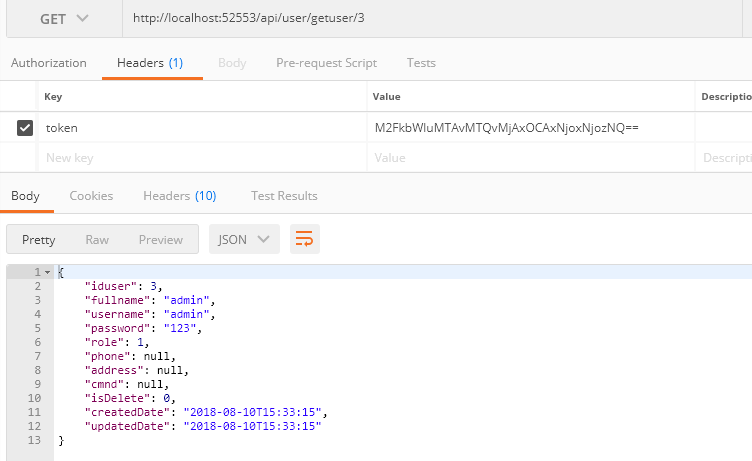 GET http://localhost:52553/api/user/getuser/3
Authorization Headers (1) Body Pre-request Script Tests
Key Value Descriptio
token M2FkbWluMTAvMTQvMjAxOCAxNjoxNjozNQ==
New key Value Descripti
Body Cookies Headers (10) Test Results
Pretty Raw Preview JSON
1 {
2 "iduser": 3,
3 "fullname": "admin",
4 "username": "admin",
5 "password": "123",
6 "role": 1,
7 "phone": null,
8 "address": null,
9 "cmnd": null,
10 "isDelete": 0,
11 "createdDate": "2018-08-10T15:33:15",
12 "updatedDate": "2018-08-10T15:33:15"
13 }